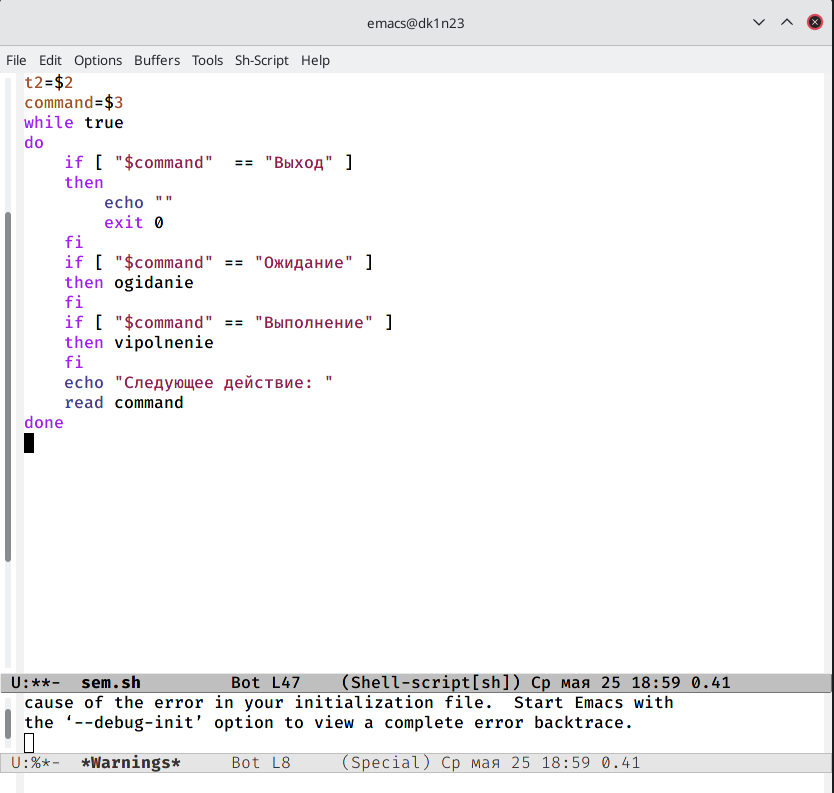 emacs@dk1n23
File Edit Options Buffers Tools Sh-Script Help
t2=$2
command=$3
while true
do
    if [ "$command"  == "Выход" ]
    then
        echo ""
        exit 0
    fi
    if [ "$command" == "Ожидание" ]
    then ogidanie
    fi
    if [ "$command" == "Выполнение" ]
    then vipolnenie
    fi
    echo "Следующее действие: "
    read command
done
U:**-  sem.sh         Bot L47    (Shell-script[sh]) Ср мая 25 18:59 0.41
cause of the error in your initialization file.  Start Emacs with
the ‘--debug-init’ option to view a complete error backtrace.
U:%*-  *Warnings*     Bot L8     (Special) Ср мая 25 18:59 0.41